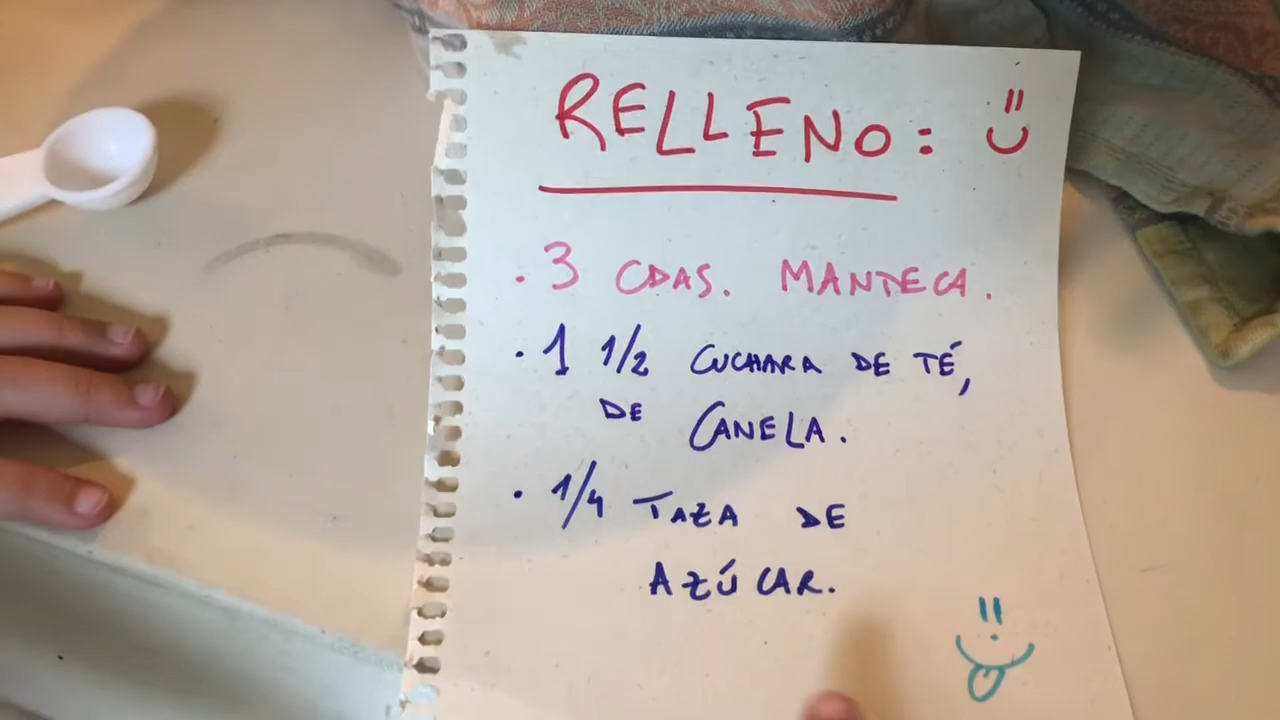 RELLENO:
· 3 CDAS. MANTECA.
· 1 1/2 CUCHARA DE TÉ,
DE CANELA.
· 1/4 TAZA DE
AZÚCAR.